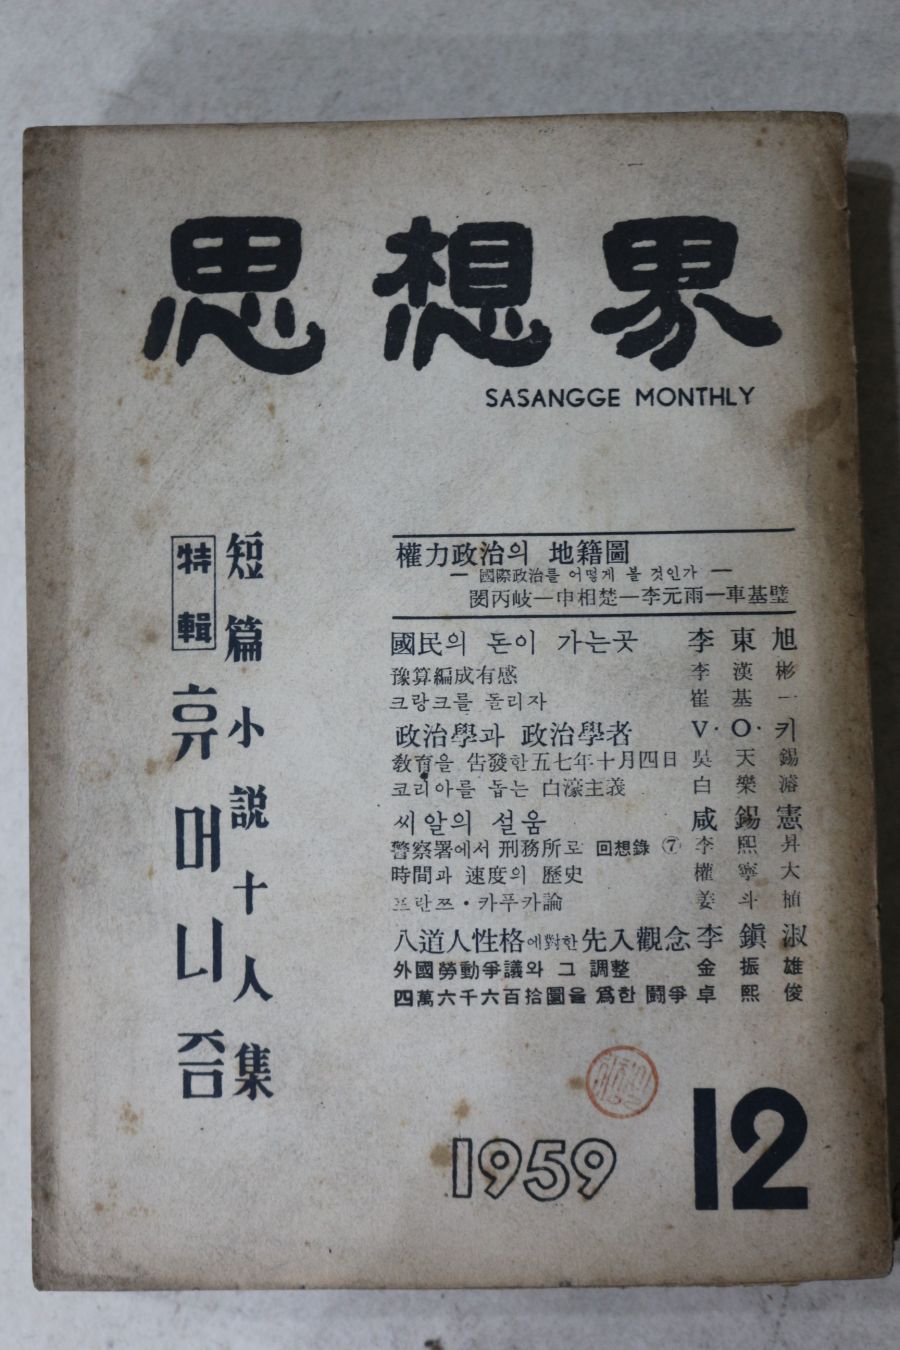 思想界
SASANGGE MONTHLY
權力政治의 地籍圖
— 國際政治를 어떻게 볼 것인가 —
閔丙岐—申相楚—李元雨—車基璧
國民의 돈이 가는곳 李東旭
豫算編成有感 李漢彬
크랑크를 돌리자 崔基一
政治學과 政治學者 V·O·키
敎育을 告發한 五七年十月四日 吳天錫
코리아를 돕는 白濠主義 白樂濬
씨알의 설움 咸錫憲
警察署에서 刑務所로 回想錄 ⑦ 李熙昇
時間과 速度의 歷史 權寧大
프란쯔·카푸카論 姜斗植
八道人性格에對한 先入觀念 李鎭淑
外國勞動爭議와 그 調整 金振雄
四萬六千六百拾圜을 爲한 鬪爭 卓熙俊
短篇小説十人集
特輯 휴머니즘
1959 12